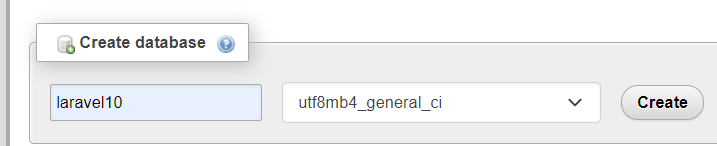 Create database
laravel10 utf8mb4_general_ci Create